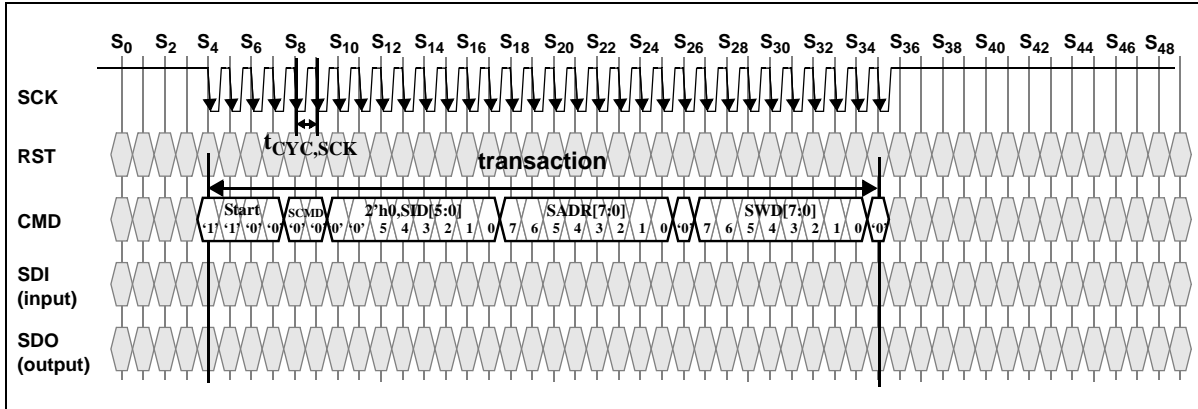 S0 S2 S4 S6 S8 S10 S12 S14 S16 S18 S20 S22 S24 S26 S28 S30 S32 S34 S36 S38 S40 S42 S44 S46 S48
SCK
tCYC,SCK
RST
transaction
CMD
Start SCMD 2'h0,SID[5:0] SADR[7:0] SWD[7:0]
‘1’ ‘1’ ‘0’ ‘0’ ‘0’ ‘0’ 0’ ‘0’ 5 4 3 2 1 0 7 6 5 4 3 2 1 0 ‘0’ 7 6 5 4 3 2 1 0 ‘0’
SDI
(input)
SDO
(output)